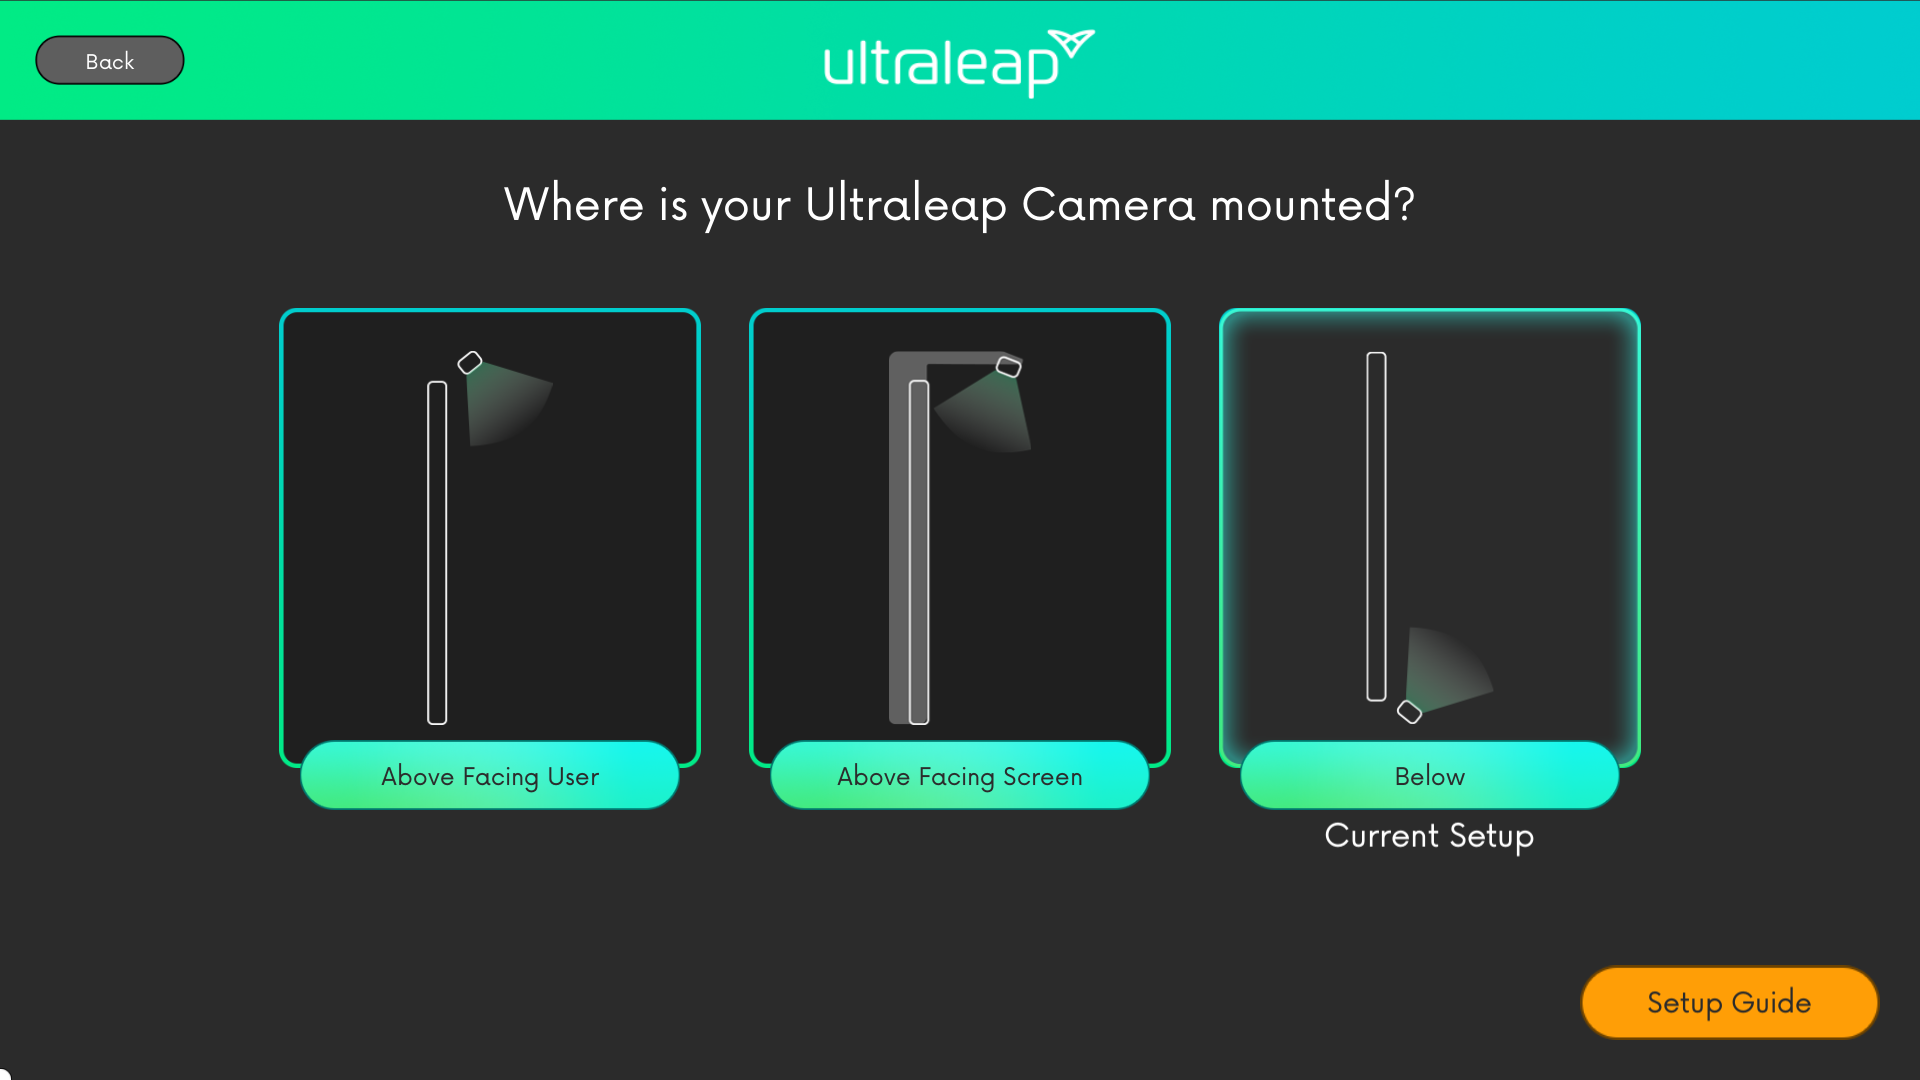 Back
ultraleap
Where is your Ultraleap Camera mounted?
Above Facing User
Above Facing Screen
Below
Current Setup
Setup Guide